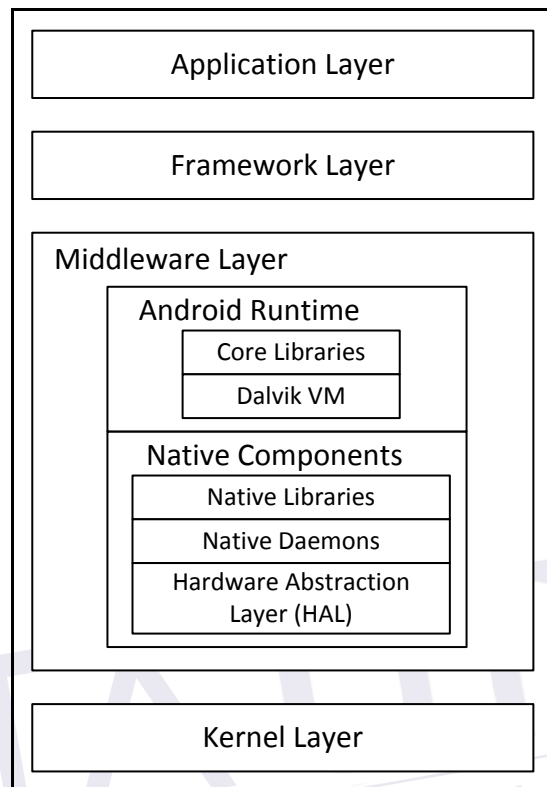 Application Layer
Framework Layer
Middleware Layer
Android Runtime
Core Libraries
Dalvik VM
Native Components
Native Libraries
Native Daemons
Hardware Abstraction
Layer (HAL)
Kernel Layer